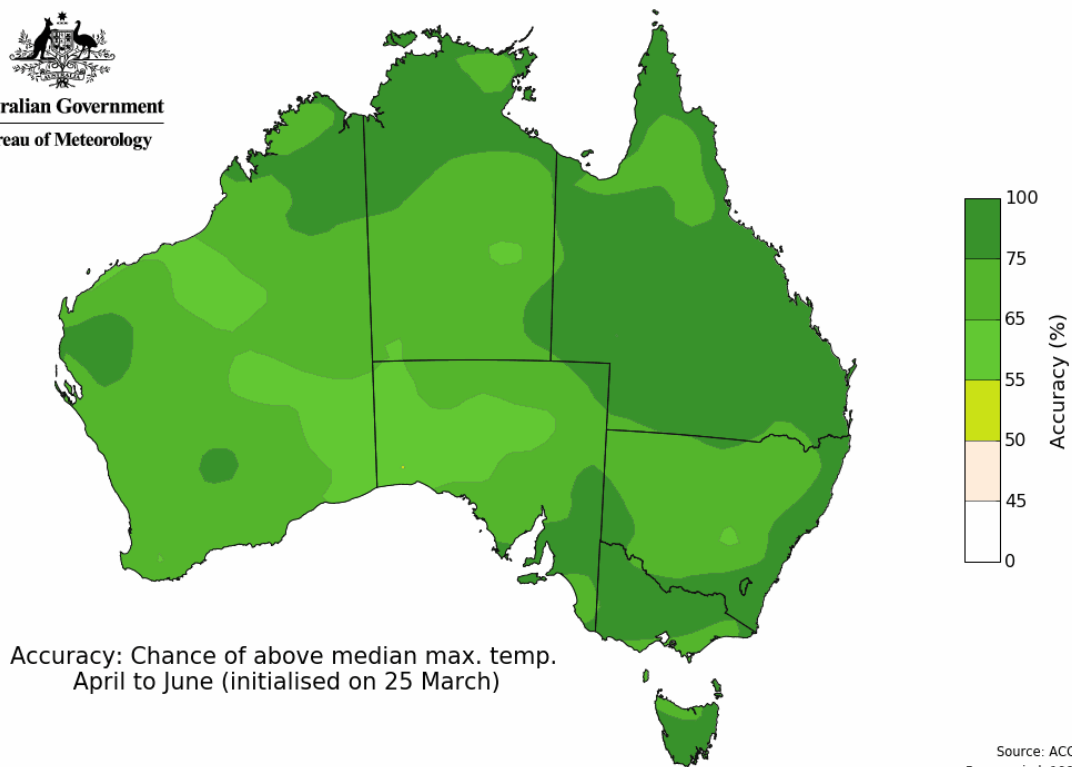 ralian Government
reau of Meteorology
100
75
65
55
50
45
0
Accuracy (%)
Accuracy: Chance of above median max. temp.
April to June (initialised on 25 March)
Source: ACO